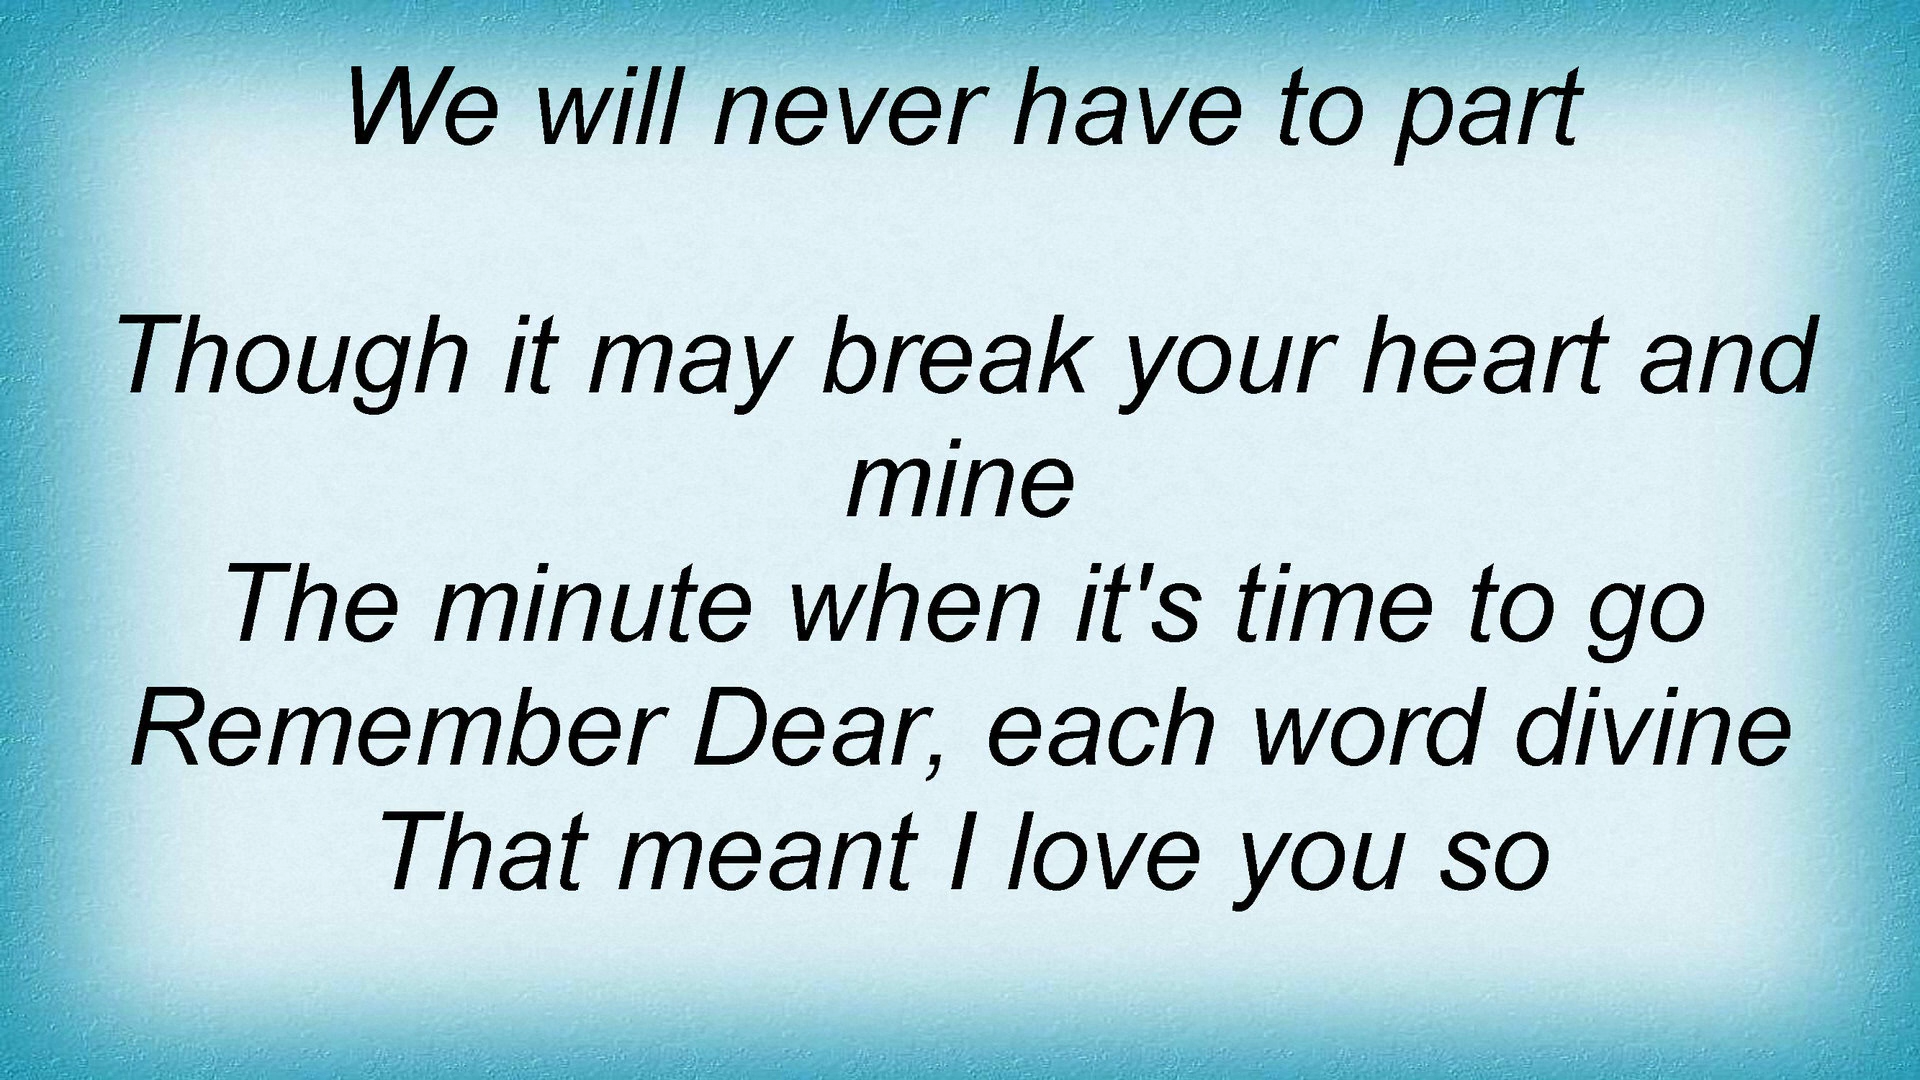 We will never have to part
Though it may break your heart and
mine
The minute when it's time to go
Remember Dear, each word divine
That meant I love you so